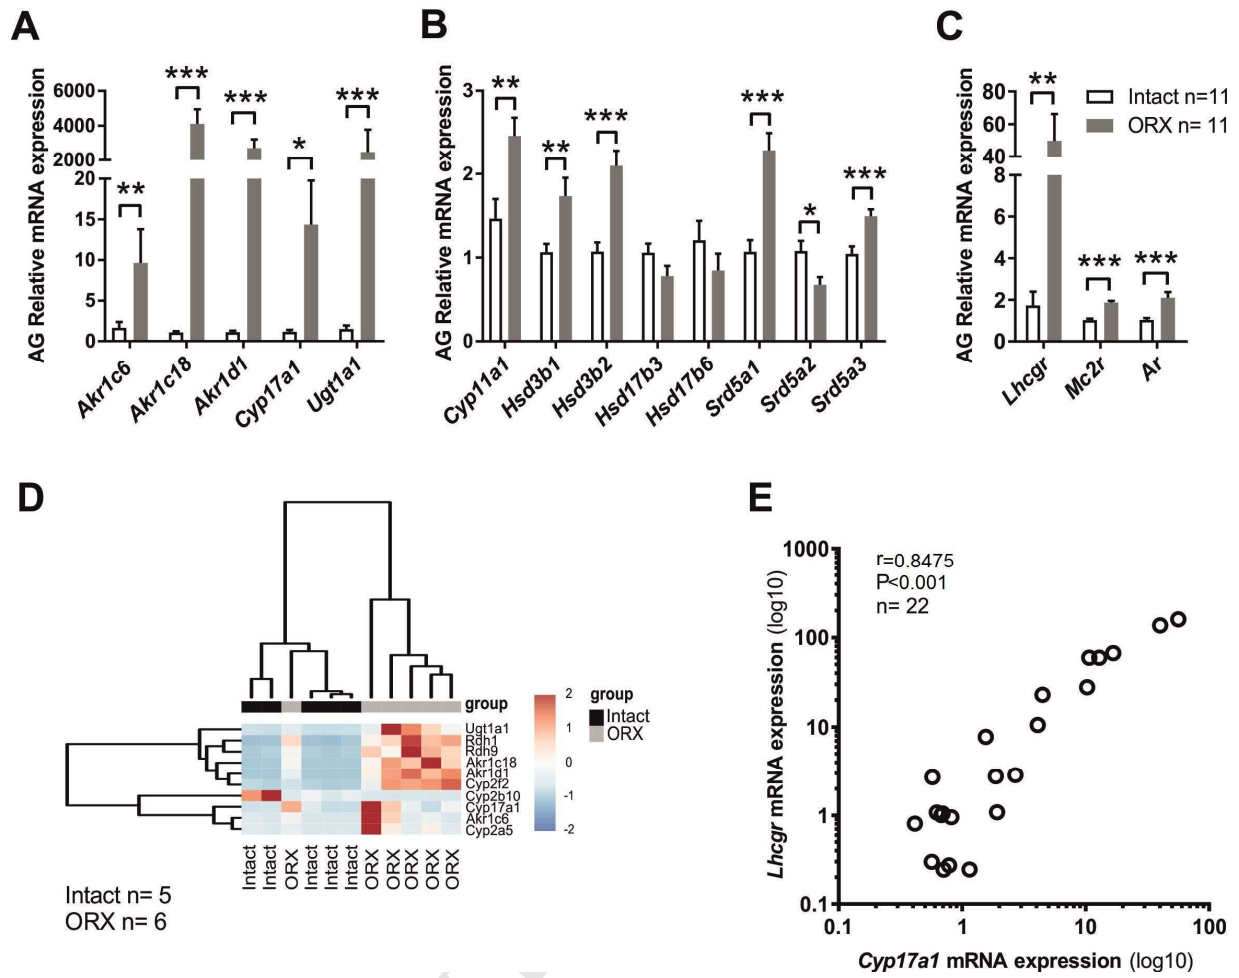 A
AG Relative mRNA expression
6000
4000
2000
20
15
10
5
0
**
***
***
*
***
Akr1c6
Akr1c18
Akr1d1
Cyp17a1
Ugt1a1
B
AG Relative mRNA expression
3
2
1
0
**
**
***
***
*
***
Cyp11a1
Hsd3b1
Hsd3b2
Hsd17b3
Hsd17b6
Srd5a1
Srd5a2
Srd5a3
C
AG Relative mRNA expression
80
60
40
8
6
4
2
0
**
***
***
Lhcgr
Mc2r
Ar
Intact n=11
ORX n= 11
D
group
Ugt1a1
Rdh1
Rdh9
Akr1c18
Akr1d1
Cyp2f2
Cyp2b10
Cyp17a1
Akr1c6
Cyp2a5
2
1
0
-1
-2
group
Intact
ORX
Intact
Intact
ORX
Intact
Intact
Intact
ORX
ORX
ORX
ORX
ORX
Intact n= 5
ORX n= 6
E
Lhcgr mRNA expression (log10)
1000
100
10
1
0.1
r=0.8475
P<0.001
n= 22
0.1
1
10
100
Cyp17a1 mRNA expression (log10)